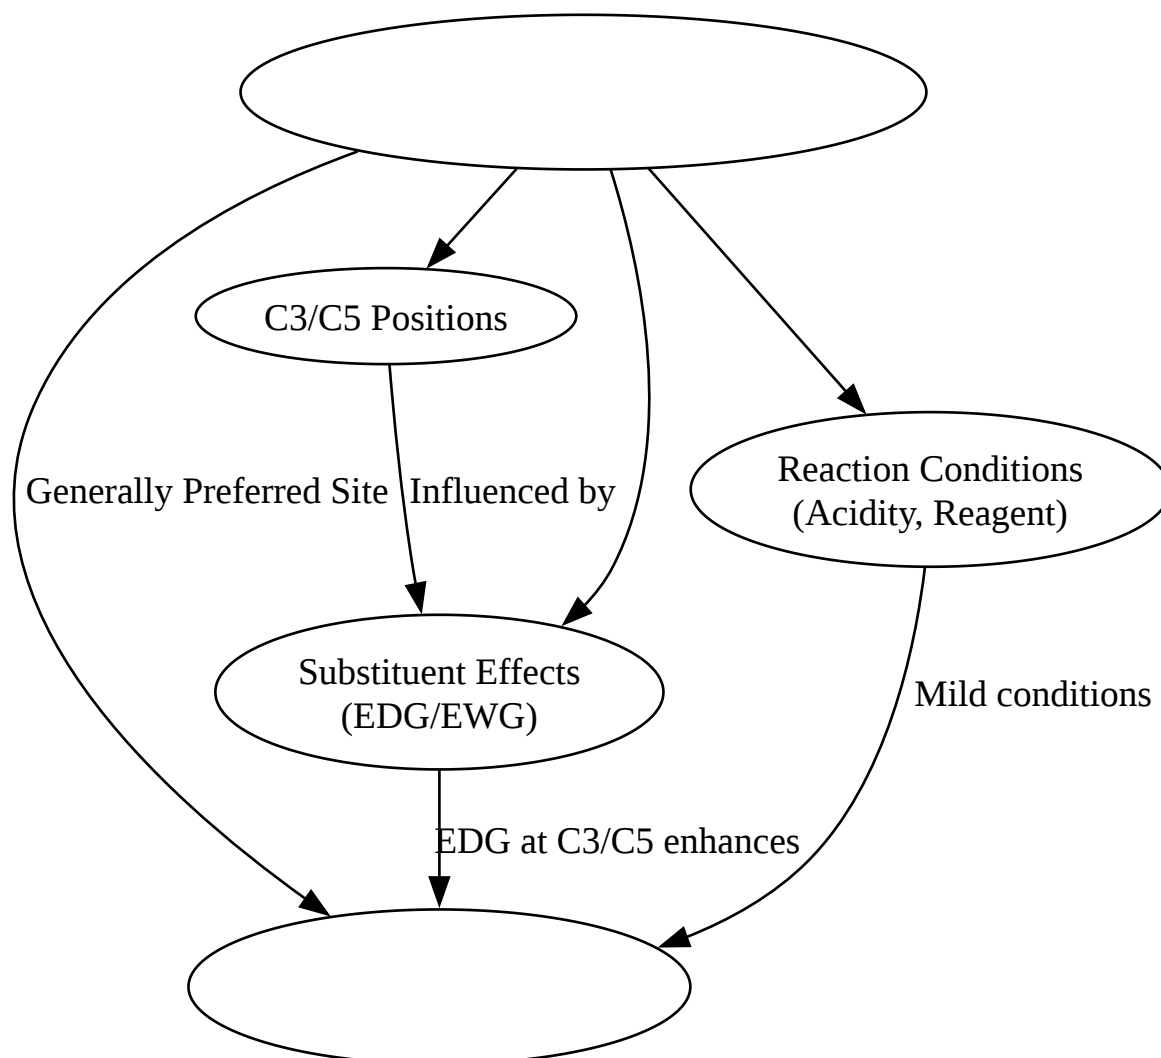 C3/C5 Positions
Generally Preferred Site
Influenced by
Reaction Conditions
(Acidity, Reagent)
Substituent Effects
(EDG/EWG)
Mild conditions
EDG at C3/C5 enhances